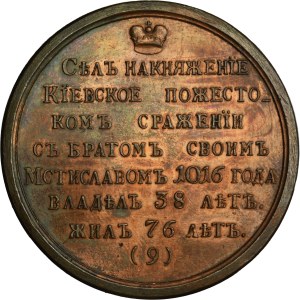 СѢЛЪ НАКНЯЖЕНІЕ
КІЕВСКОЕ ПОЖЕСТО-
КОМЪ СРАЖЕНІИ
СЪ БРАТОМЪ СВОИМЪ
МСТИСЛАВОМЪ 1016 ГОДА
ВЛАДѢЛЪ 38 ЛѢТЪ.
ЖИЛЪ 76 ЛѢТЪ.
(9)